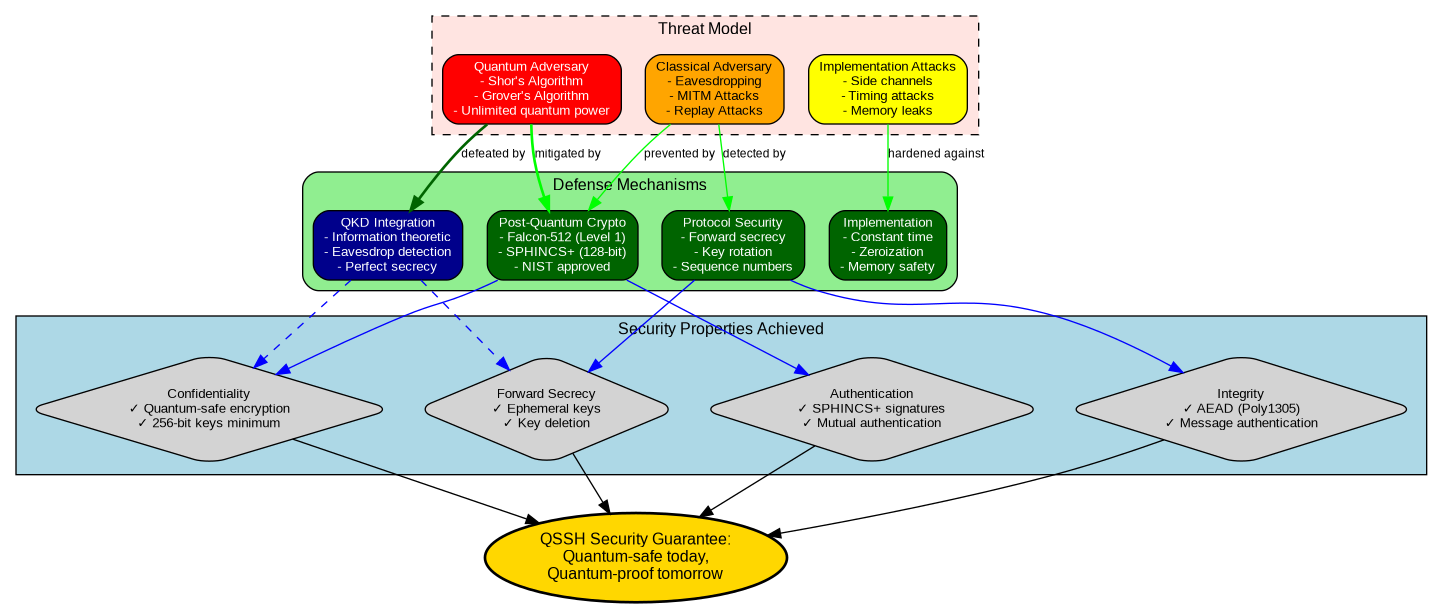 Threat Model
Quantum Adversary
- Shor's Algorithm
- Grover's Algorithm
- Unlimited quantum power
Classical Adversary
- Eavesdropping
- MITM Attacks
- Replay Attacks
Implementation Attacks
- Side channels
- Timing attacks
- Memory leaks
defeated by
mitigated by
prevented by
detected by
hardened against
Defense Mechanisms
QKD Integration
- Information theoretic
- Eavesdrop detection
- Perfect secrecy
Post-Quantum Crypto
- Falcon-512 (Level 1)
- SPHINCS+ (128-bit)
- NIST approved
Protocol Security
- Forward secrecy
- Key rotation
- Sequence numbers
Implementation
- Constant time
- Zeroization
- Memory safety
Security Properties Achieved
Confidentiality
✓ Quantum-safe encryption
✓ 256-bit keys minimum
Forward Secrecy
✓ Ephemeral keys
✓ Key deletion
Authentication
✓ SPHINCS+ signatures
✓ Mutual authentication
Integrity
✓ AEAD (Poly1305)
✓ Message authentication
QSSH Security Guarantee:
Quantum-safe today,
Quantum-proof tomorrow